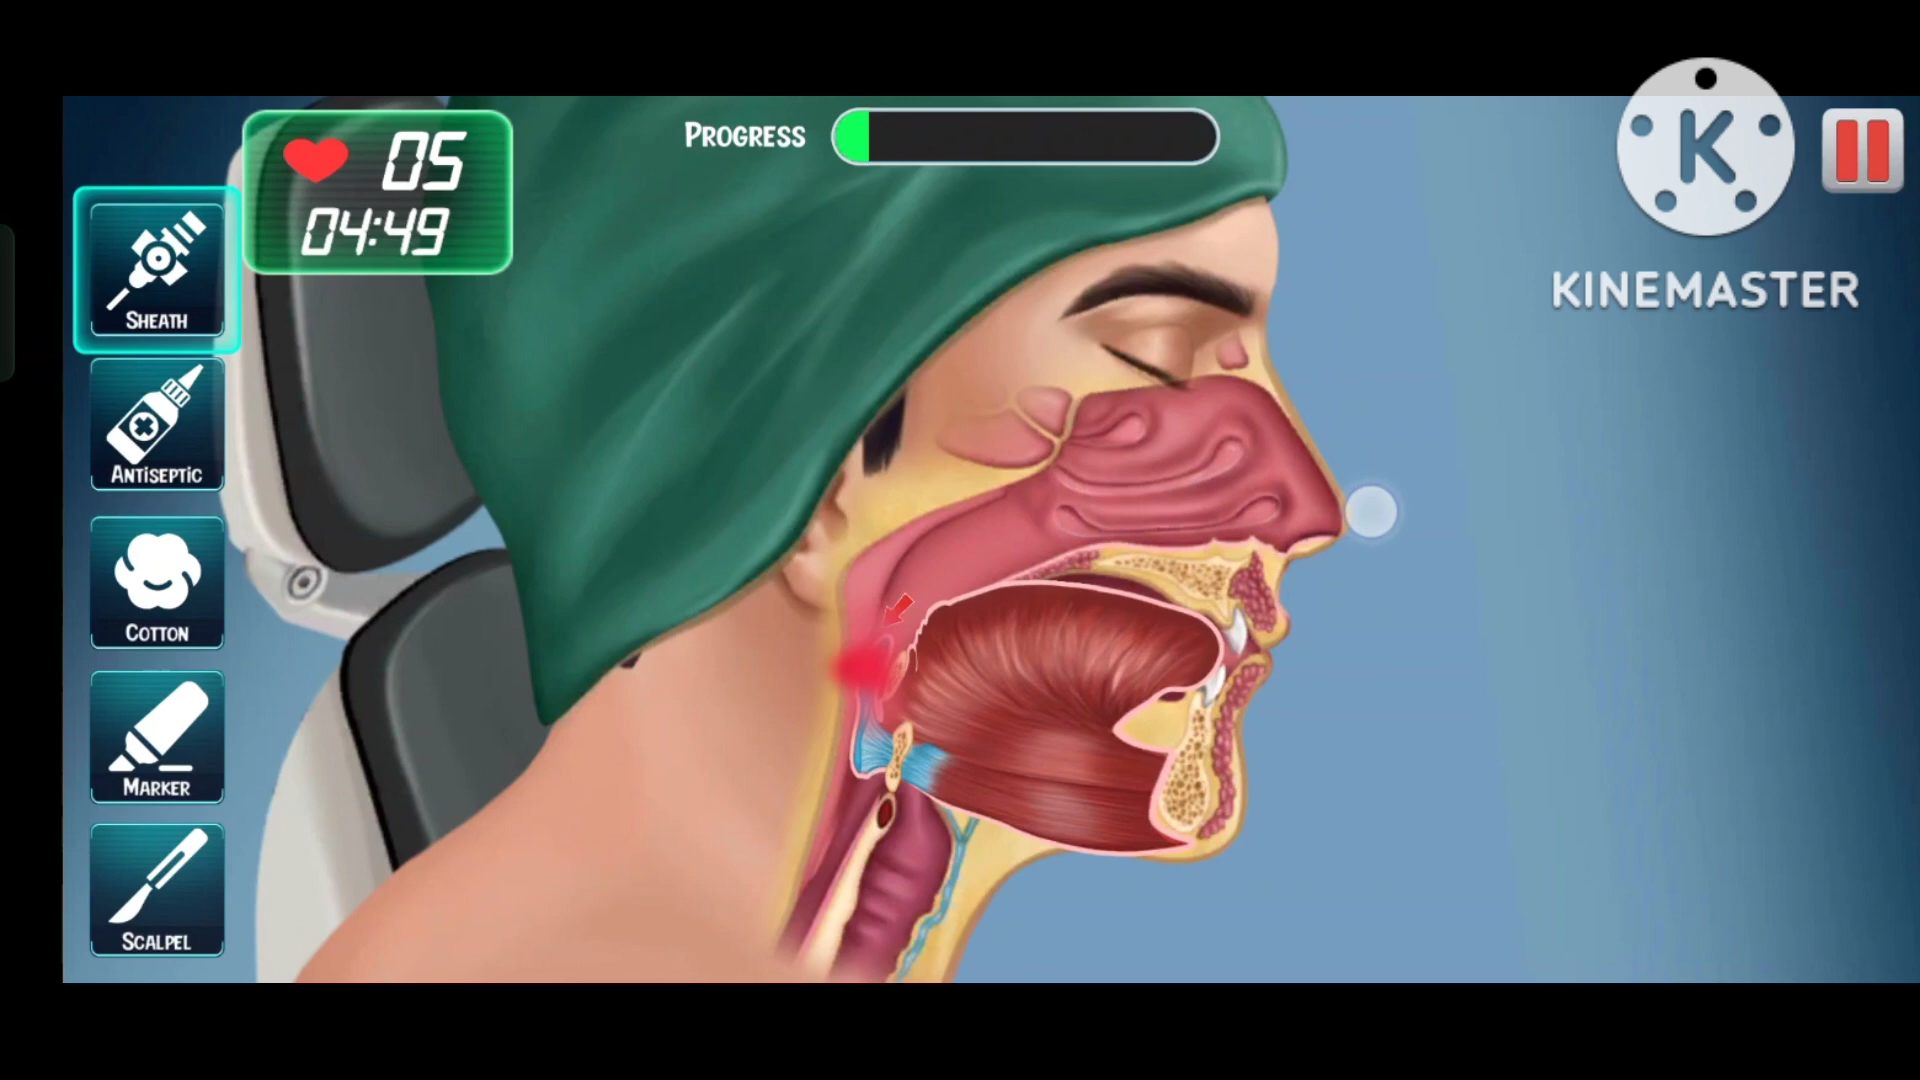 05
04:49
PROGRESS
K
KINEMASTER
SHEATH
ANTISEPTIC
COTTON
MARKER
SCALPEL